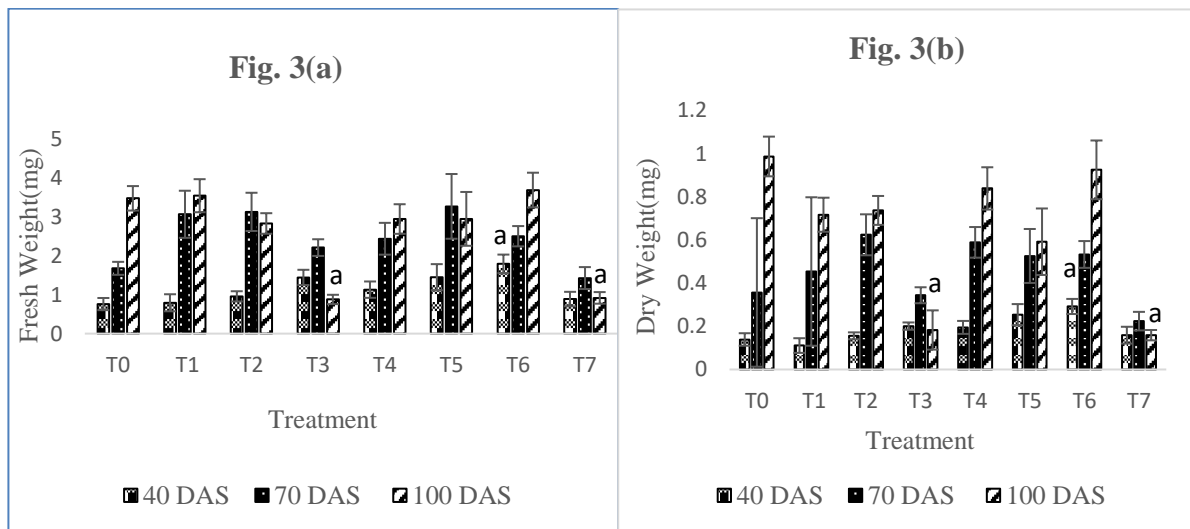 Fig. 3(a)
Fresh Weight(mg)
5
4
3
2
1
0
a
a
a
T0 T1 T2 T3 T4 T5 T6 T7
Treatment
40 DAS 70 DAS 100 DAS
Fig. 3(b)
Dry Weight(mg)
1.2
1
0.8
0.6
0.4
0.2
0
a
a
a
T0 T1 T2 T3 T4 T5 T6 T7
Treatment
40 DAS 70 DAS 100 DAS